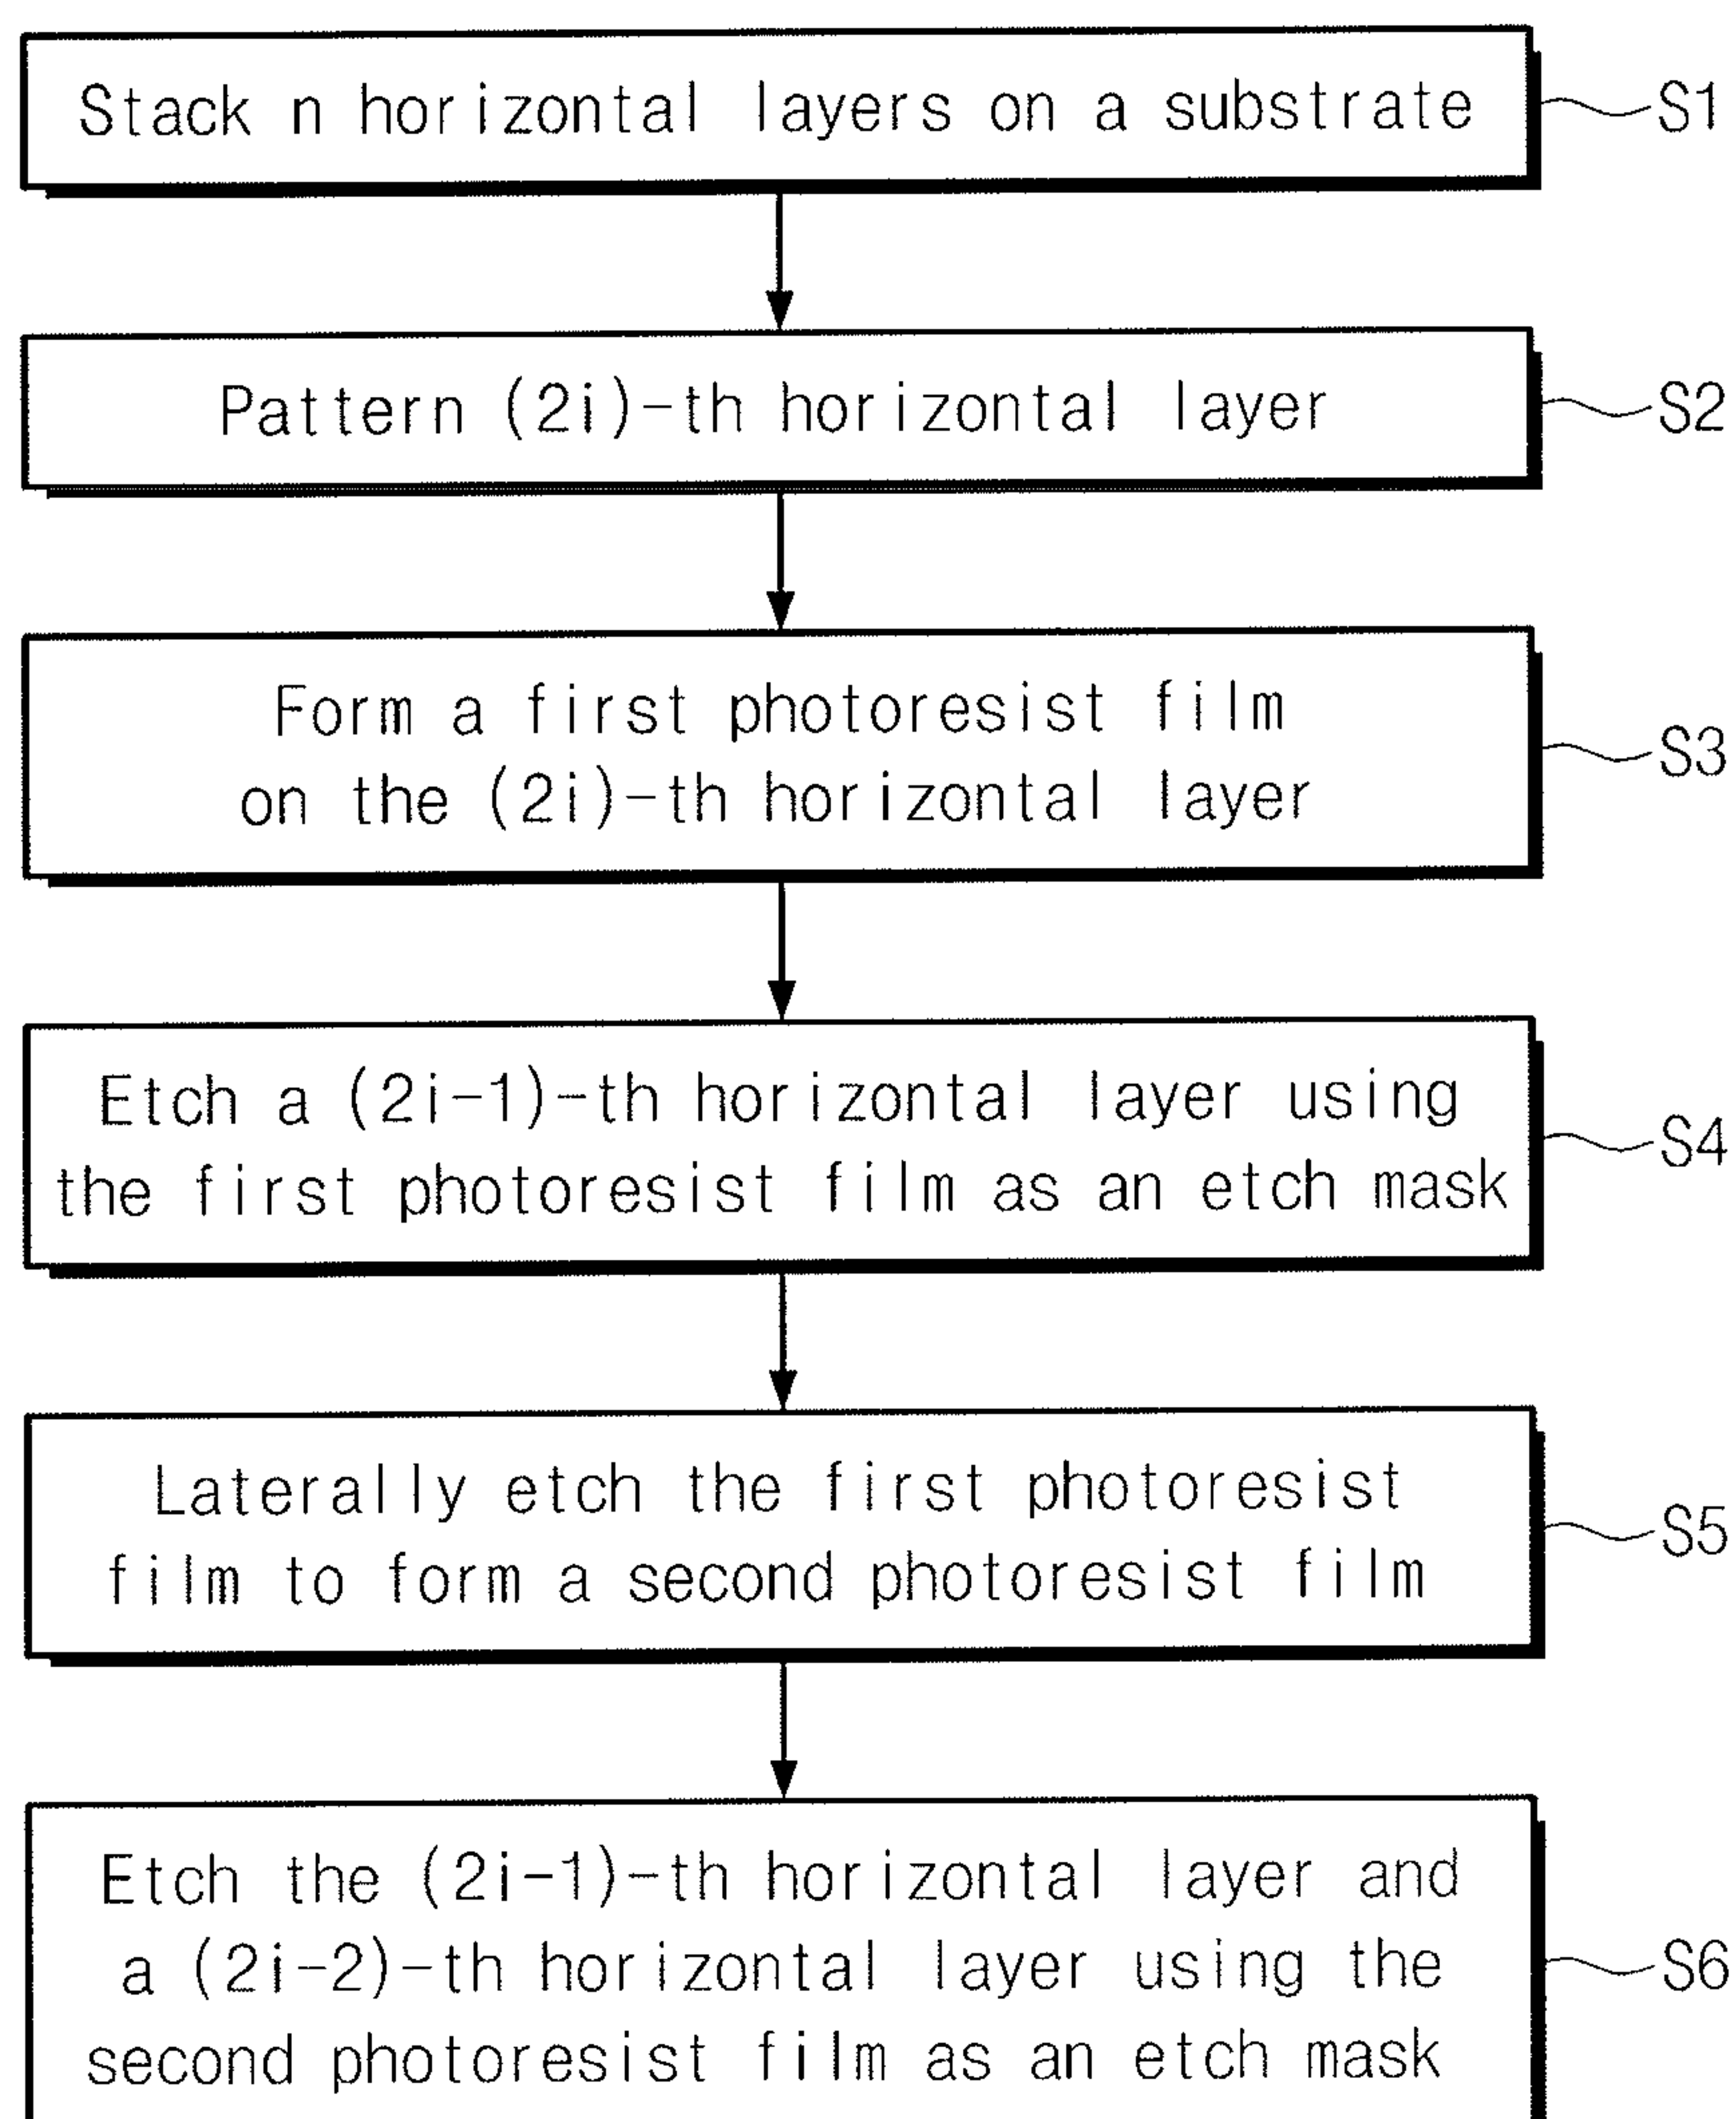 Stack n horizontal layers on a substrate
S1
Pattern (2i)-th horizontal layer
S2
Form a first photoresist film
on the (2i)-th horizontal layer
S3
Etch a (2i-1)-th horizontal layer using
the first photoresist film as an etch mask
S4
Laterally etch the first photoresist
film to form a second photoresist film
S5
Etch the (2i-1)-th horizontal layer and
a (2i-2)-th horizontal layer using the
second photoresist film as an etch mask
S6